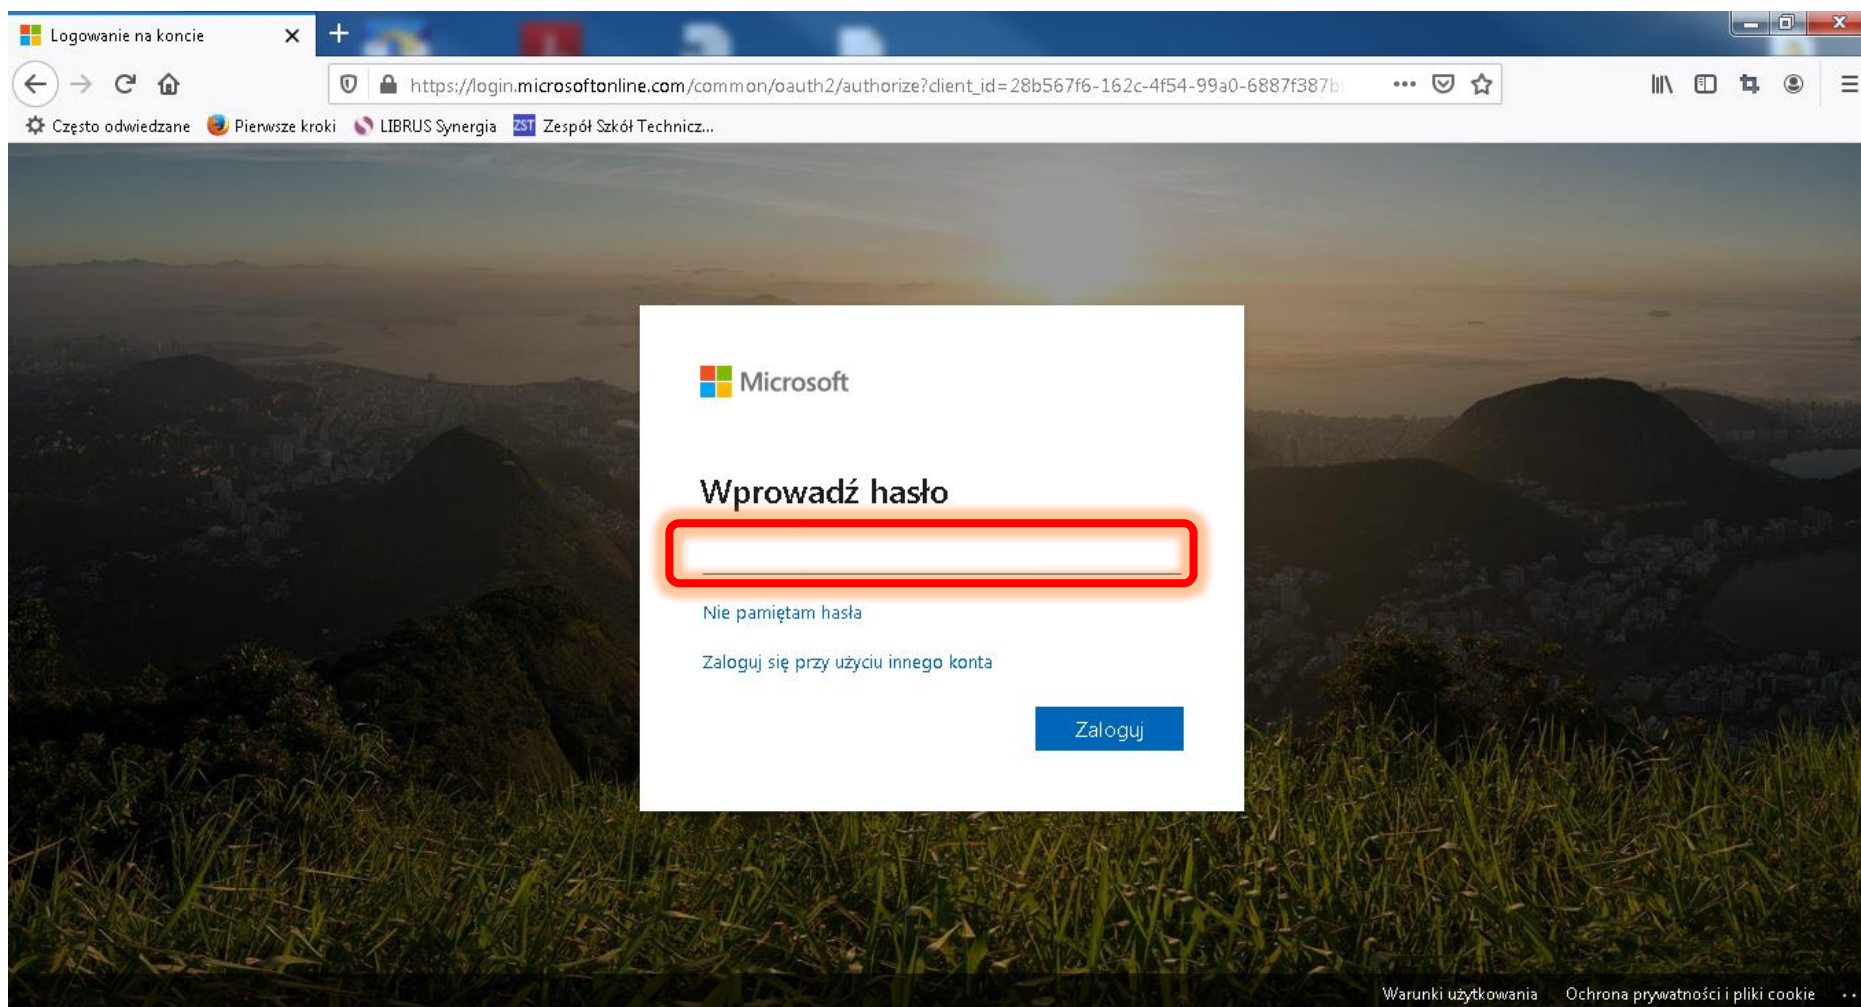 Logowanie na koncie
https://login.microsoftonline.com/common/oauth2/authorize?client_id=28b567f6-162c-4f54-99a0-6887f387b
Często odwiedzane Pierwsze kroki LIBRUS Synergia ZST Zespół Szkół Technicz...
Microsoft
Wprowadź hasło
Nie pamiętam hasła
Zaloguj się przy użyciu innego konta
Zaloguj
Warunki użytkowania Ochrona prywatności i pliki cookie